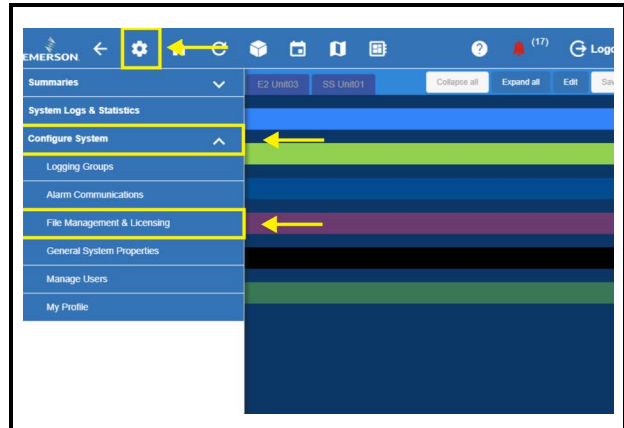 EMERSON
(17)
Summaries
E2 Unit03
SS Unit01
Collapse all
Expand all
Edit
System Logs & Statistics
Configure System
Logging Groups
Alarm Communications
File Management & Licensing
General System Properties
Manage Users
My Profile